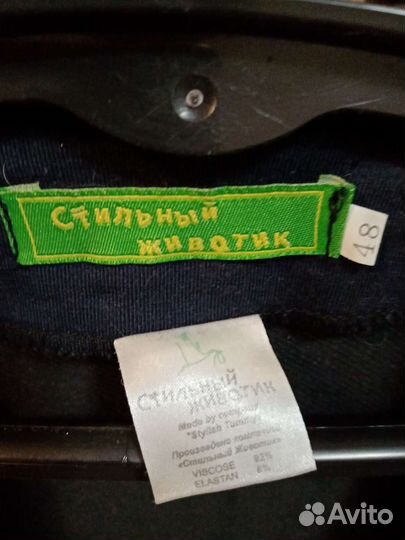 СТИЛЬНЫЙ
ЖИВОТИК
48
СТИЛЬНЫЙ
ЖИВОТИК
Made by company
"Stylish Tummy"
Произведено компанией
«Стильный Животик»
VISCOSE 92%
ELASTAN 8%
Avito